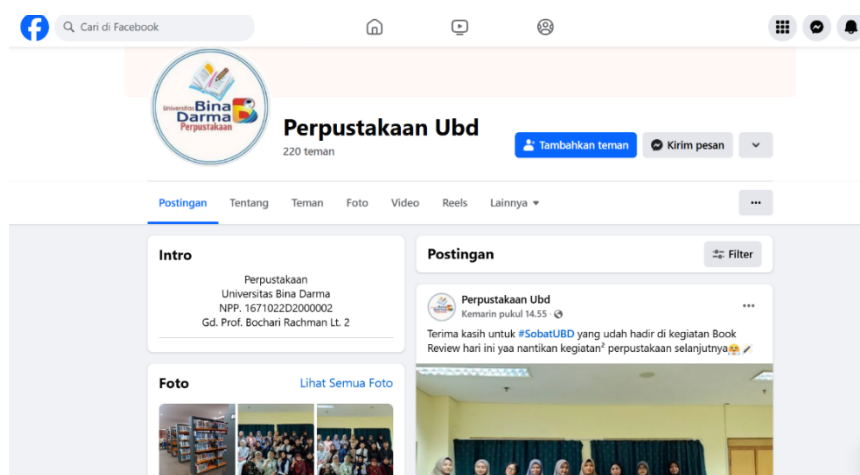 Cari di Facebook
Universitas Bina
Darma
Perpustakaan
Perpustakaan Ubd
220 teman
Tambahkan teman
Kirim pesan
Postingan
Tentang
Teman
Foto
Video
Reels
Lainnya
Intro
Perpustakaan
Universitas Bina Darma
NPP. 1671022D2000002
Gd. Prof. Bochari Rachman Lt. 2
Foto
Lihat Semua Foto
Postingan
Filter
Perpustakaan Ubd
Kemarin pukul 14.55
Terima kasih untuk #SobatUBD yang udah hadir di kegiatan Book
Review hari ini yaa nantikan kegiatan² perpustakaan selanjutnya